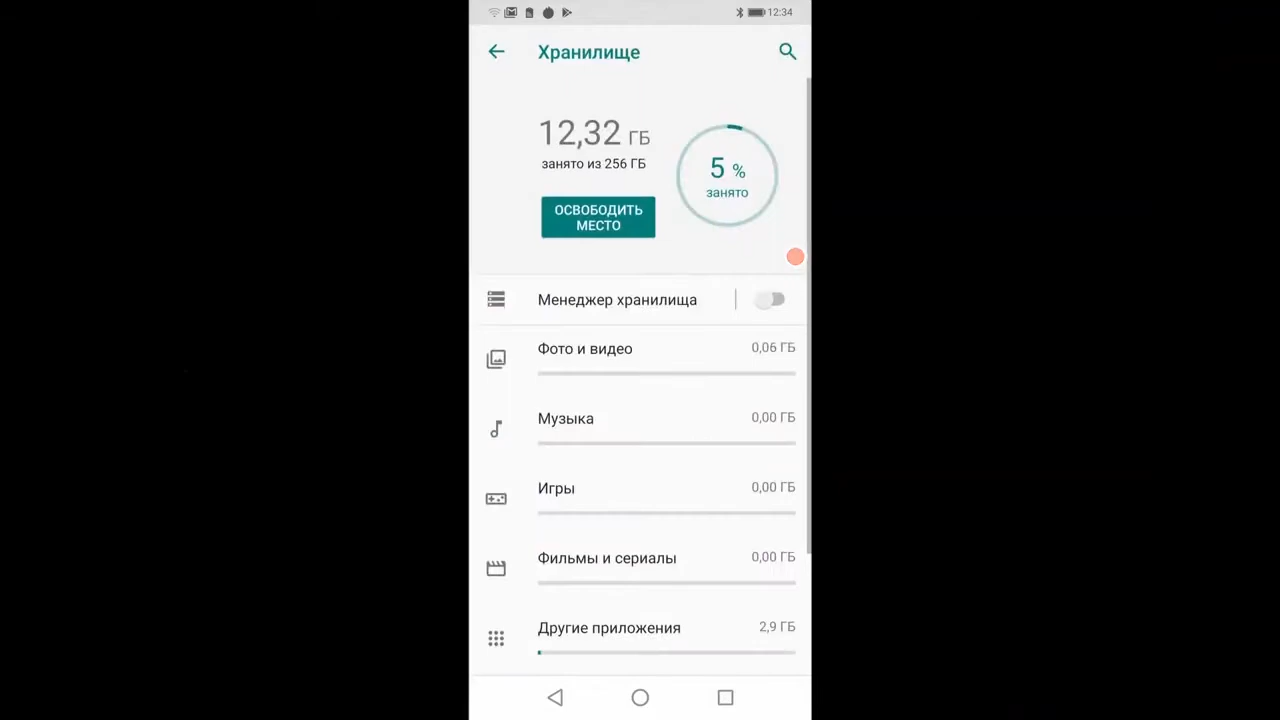 12:34
Хранилище
12,32 ГБ
занято из 256 ГБ
5 %
занято
ОСВОБОДИТЬ
МЕСТО
Менеджер хранилища
Фото и видео 0,06 ГБ
Музыка 0,00 ГБ
Игры 0,00 ГБ
Фильмы и сериалы 0,00 ГБ
Другие приложения 2,9 ГБ